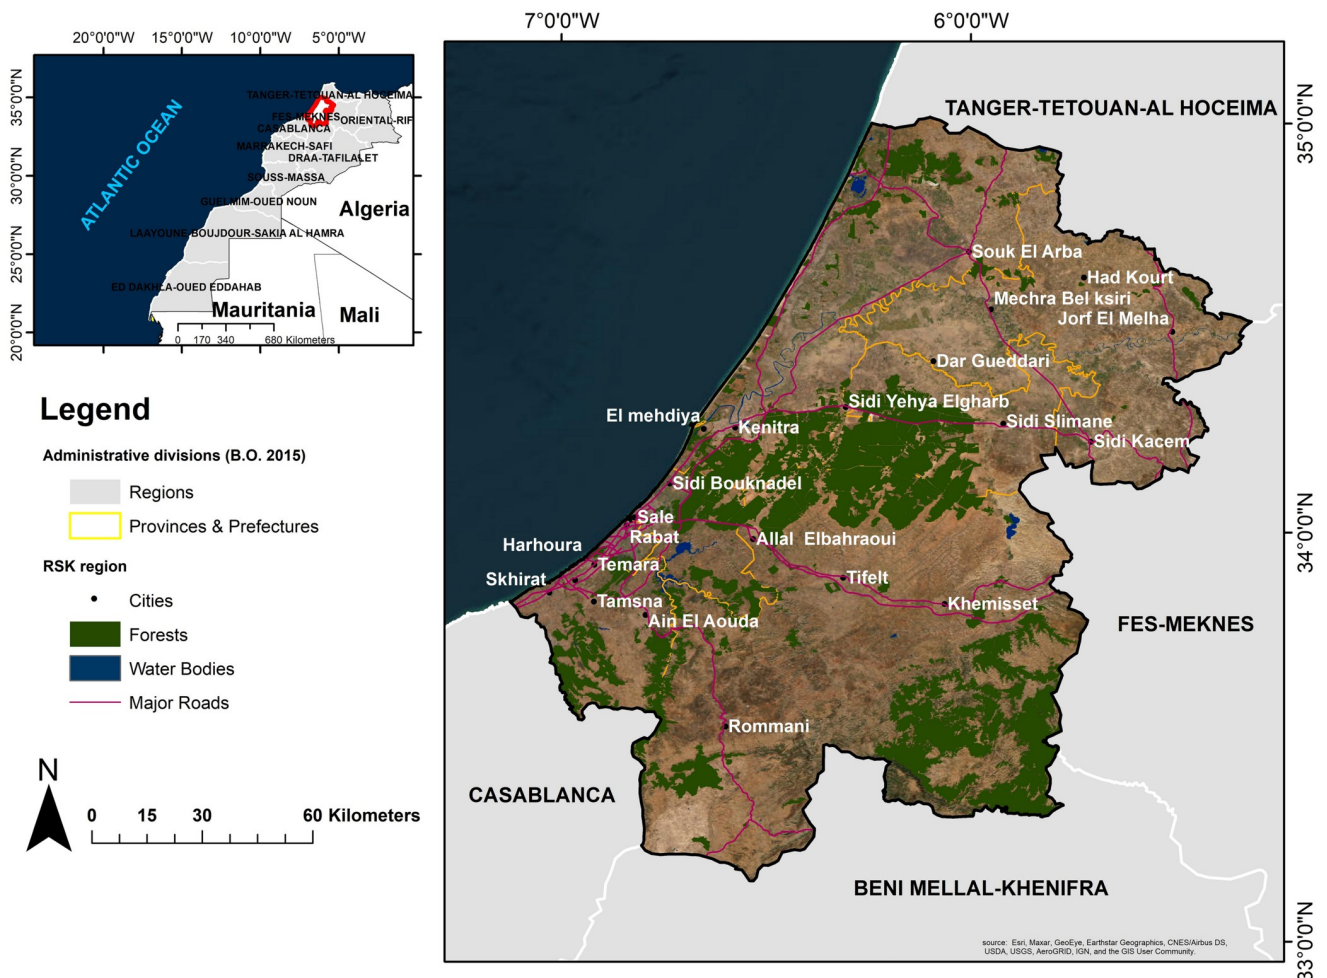 7°0'0"W
6°0'0"W
20°0'0"W
15°0'0"W
10°0'0"W
5°0'0"W
35°0'0"N
30°0'0"N
25°0'0"N
20°0'0"N
ATLANTIC OCEAN
TANGER-TETOUAN-AL HOCEIMA
FES-MEKNES
ORIENTAL-RIF
CASABLANCA
MARRAKECH-SAFI
DRAA-TAFILALET
SOUSS-MASSA
GUELMIM-OUED NOUN
Algeria
LAAYOUNE-BOUJDOUR-SAKIA AL HAMRA
ED DAKHLA-OUED EDDAHAB
Mauritania
Mali
0 170 340 680 Kilometers
Legend
Administrative divisions (B.O. 2015)
Regions
Provinces & Prefectures
RSK region
Cities
Forests
Water Bodies
Major Roads
N
0 15 30 60 Kilometers
TANGER-TETOUAN-AL HOCEIMA
35°0'0"N
Souk El Arba
Had Kourt
Mechra Bel ksiri
Jorf El Melha
Dar Gueddari
Sidi Yehya Elgharb
El mehdiya
Kenitra
Sidi Slimane
Sidi Kacem
Sidi Bouknadel
Sale
Rabat
Allal Elbahraoui
34°0'0"N
Harhoura
Temara
Skhirat
Tifelt
Tamsna
Khemisset
Ain El Aouda
FES-MEKNES
Rommani
CASABLANCA
BENI MELLAL-KHENIFRA
33°0'0"N
source: Esri, Maxar, GeoEye, Earthstar Geographics, CNES/Airbus DS,
USDA, USGS, AeroGRID, IGN, and the GIS User Community.